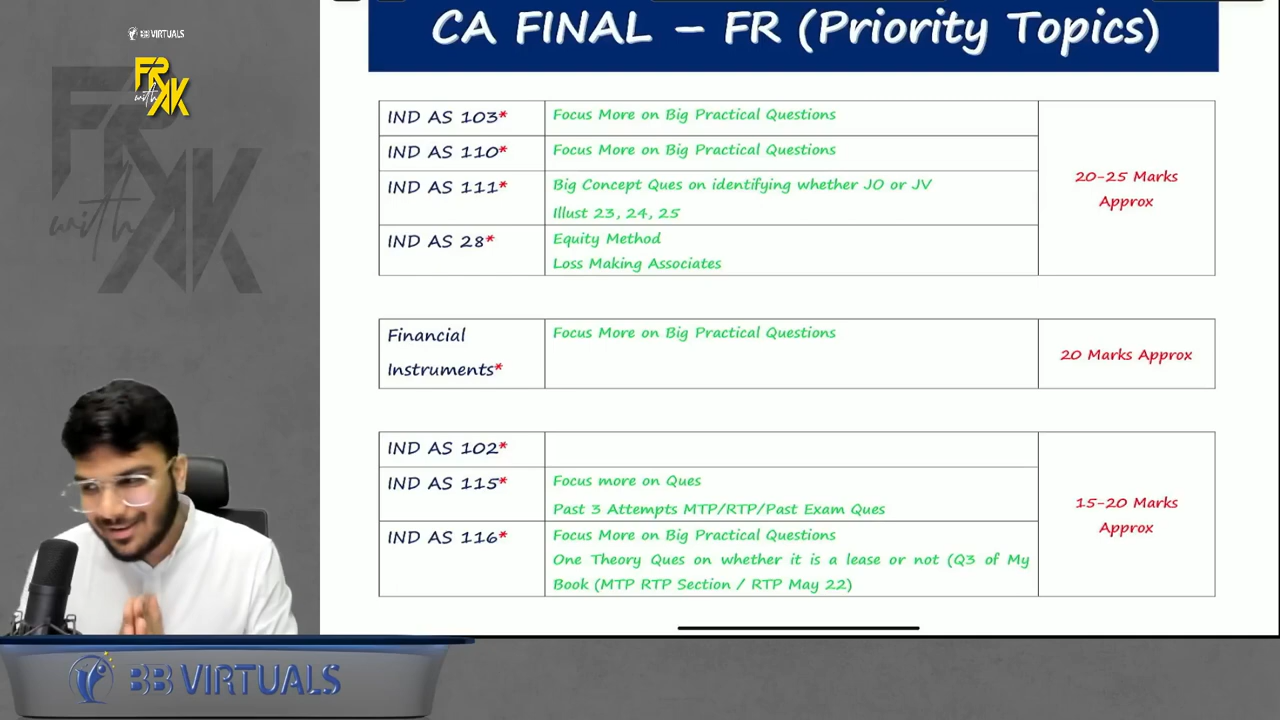 BB VIRTUALS
FR
with
AK
FR
with
AK
CA FINAL – FR (Priority Topics)
IND AS 103*
Focus More on Big Practical Questions
IND AS 110*
Focus More on Big Practical Questions
IND AS 111*
Big Concept Ques on identifying whether JO or JV
Illust 23, 24, 25
IND AS 28*
Equity Method
Loss Making Associates
20-25 Marks
Approx
Financial
Instruments*
Focus More on Big Practical Questions
20 Marks Approx
IND AS 102*
IND AS 115*
Focus more on Ques
Past 3 Attempts MTP/RTP/Past Exam Ques
IND AS 116*
Focus More on Big Practical Questions
One Theory Ques on whether it is a lease or not (Q3 of My
Book (MTP RTP Section / RTP May 22)
15-20 Marks
Approx
BB VIRTUALS